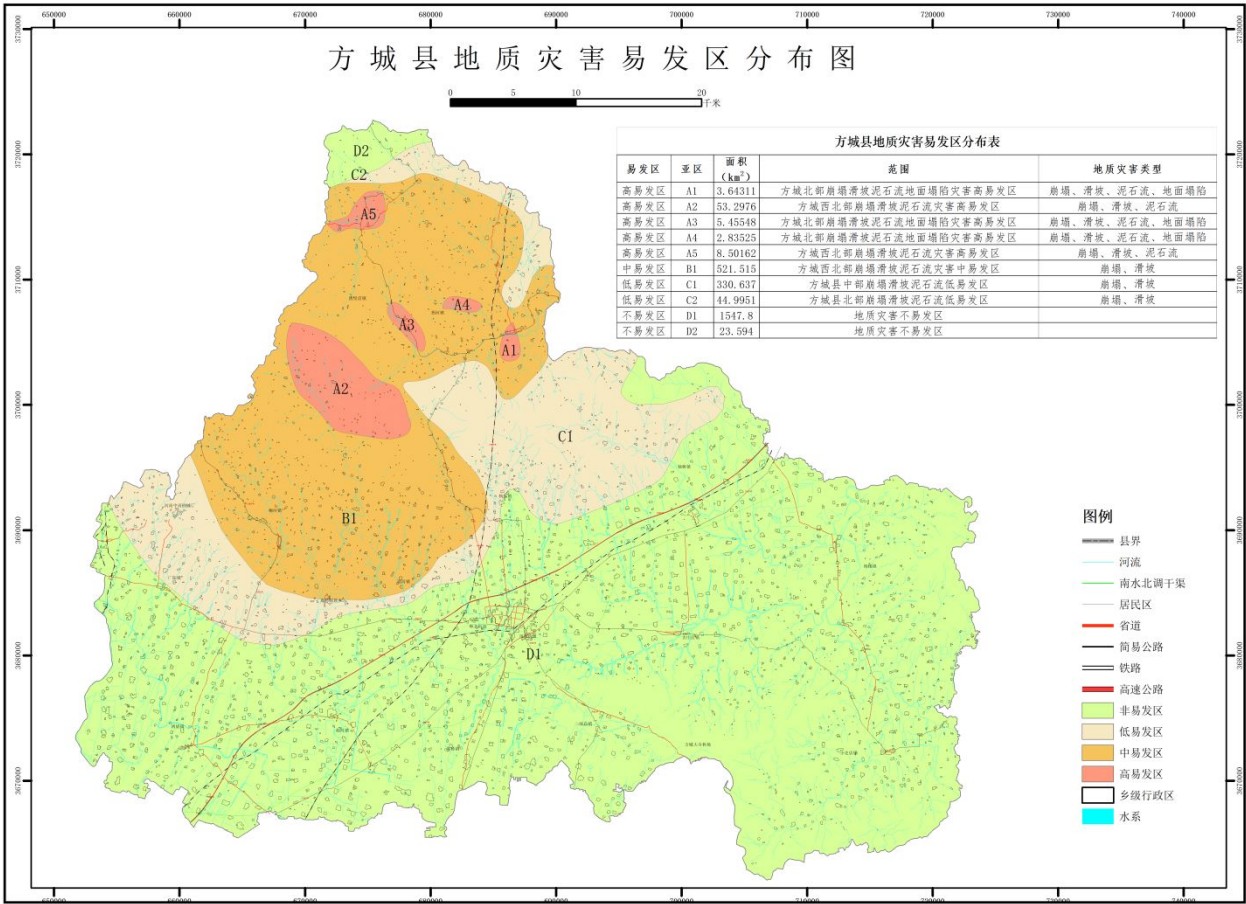 650000 660000 670000 680000 690000 700000 710000 720000 730000 740000
方城县地质灾害易发区分布图
0 5 10 20
千米
方城县地质灾害易发区分布表
易发区 亚区 面积（km²） 范围 地质灾害类型
高易发区 A1 3.64311 方城北部崩塌滑坡泥石流地面塌陷灾害高易发区 崩塌、滑坡、泥石流、地面塌陷
高易发区 A2 53.2976 方城西北部崩塌滑坡泥石流灾害高易发区 崩塌、滑坡、泥石流
高易发区 A3 5.45548 方城北部崩塌滑坡泥石流地面塌陷灾害高易发区 崩塌、滑坡、泥石流、地面塌陷
高易发区 A4 2.83525 方城北部崩塌滑坡泥石流地面塌陷灾害高易发区 崩塌、滑坡、泥石流、地面塌陷
高易发区 A5 8.50162 方城西北部崩塌滑坡泥石流灾害高易发区 崩塌、滑坡、泥石流
中易发区 B1 521.515 方城西北部崩塌滑坡泥石流灾害中易发区 崩塌、滑坡
低易发区 C1 330.637 方城县中部崩塌滑坡泥石流低易发区 崩塌、滑坡
低易发区 C2 44.9951 方城县北部崩塌滑坡泥石流低易发区 崩塌、滑坡
不易发区 D1 1547.8 地质灾害不易发区
不易发区 D2 23.594 地质灾害不易发区
D2
C2
A5
A4
A3
A1
A2
C1
B1
D1
图例
县界
河流
南水北调干渠
居民区
省道
简易公路
铁路
高速公路
非易发区
低易发区
中易发区
高易发区
乡级行政区
水系
3730000
3720000
3710000
3700000
3690000
3680000
3670000
3730000
3720000
3710000
3700000
3690000
3680000
3670000
650000 660000 670000 680000 690000 700000 710000 720000 730000 740000